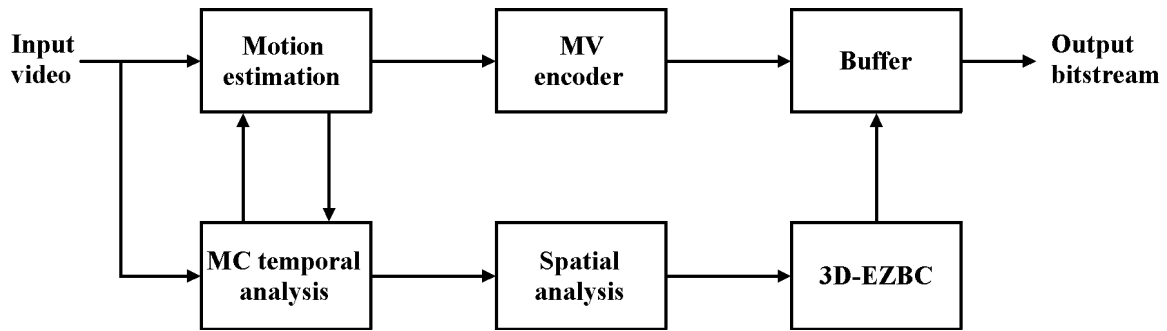 Input
video
Motion
estimation
MV
encoder
Buffer
Output
bitstream
MC temporal
analysis
Spatial
analysis
3D-EZBC